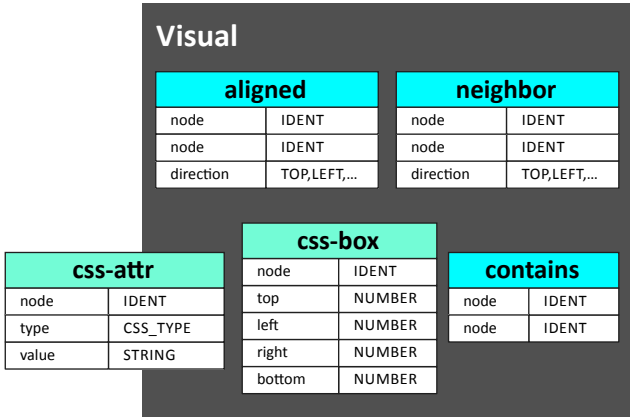 Visual
aligned
node IDENT
node IDENT
direction TOP,LEFT,...
neighbor
node IDENT
node IDENT
direction TOP,LEFT,...
css-attr
node IDENT
type CSS_TYPE
value STRING
css-box
node IDENT
top NUMBER
left NUMBER
right NUMBER
bottom NUMBER
contains
node IDENT
node IDENT